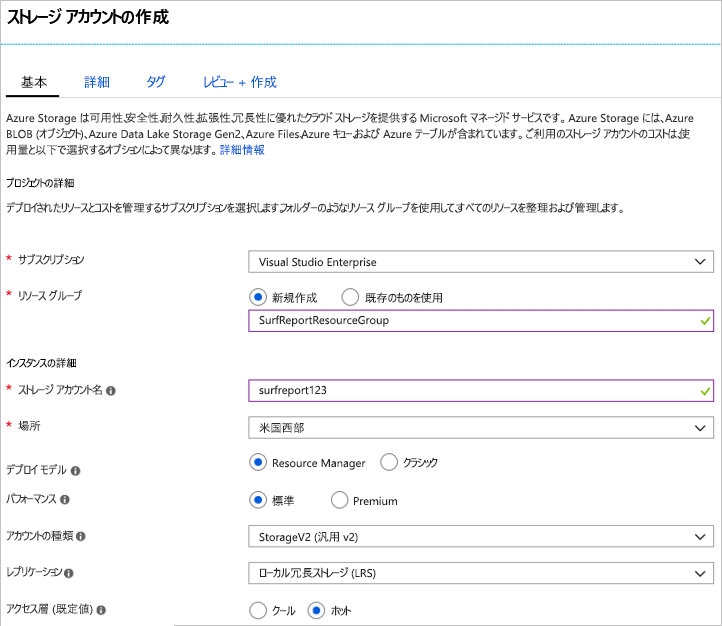 ストレージ アカウントの作成
基本 詳細 タグ レビュー + 作成
Azure Storage は可用性,安全性,耐久性,拡張性,冗長性に優れたクラウド ストレージを提供する Microsoft マネージド サービスです。 Azure Storage には、Azure
BLOB (オブジェクト)、Azure Data Lake Storage Gen2、Azure Files、Azure キュー、および Azure テーブルが含まれています。ご利用のストレージ アカウントのコストは、使
用量と以下で選択するオプションによって異なります。 詳細情報
プロジェクトの詳細
デプロイされたリソースとコストを管理するサブスクリプションを選択します。フォルダーのようなリソース グループを使用して、すべてのリソースを整理および管理します。
* サブスクリプション Visual Studio Enterprise
* リソース グループ 新規作成 既存のものを使用
SurfReportResourceGroup
インスタンスの詳細
* ストレージ アカウント名 surfreport123
* 場所 米国西部
デプロイ モデル Resource Manager クラシック
パフォーマンス 標準 Premium
アカウントの種類 StorageV2 (汎用 v2)
レプリケーション ローカル冗長ストレージ (LRS)
アクセス層 (既定値) クール ホット